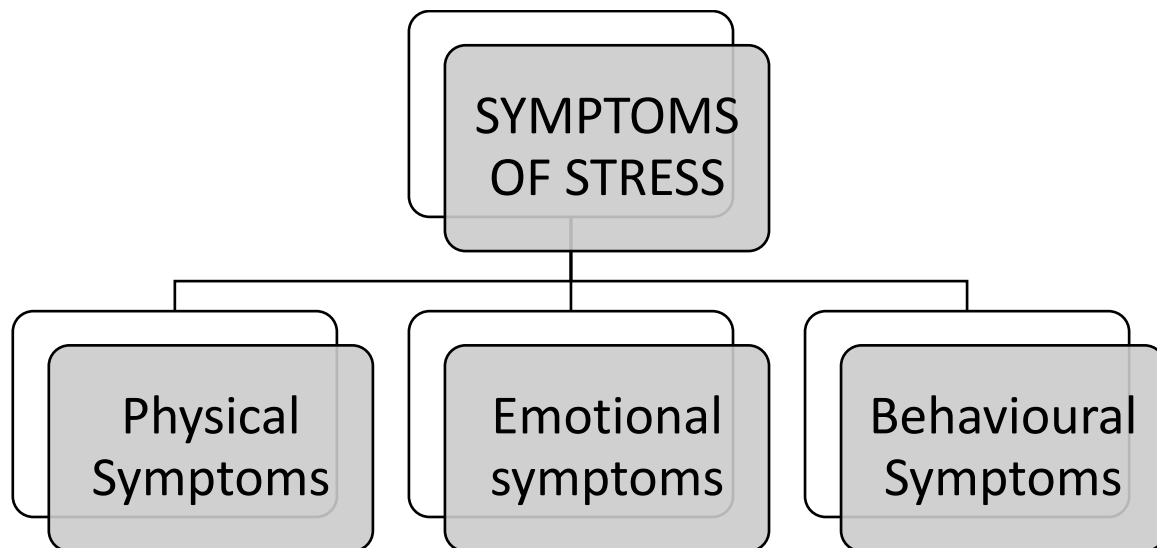 SYMPTOMS
OF STRESS
Physical
Symptoms
Emotional
symptoms
Behavioural
Symptoms